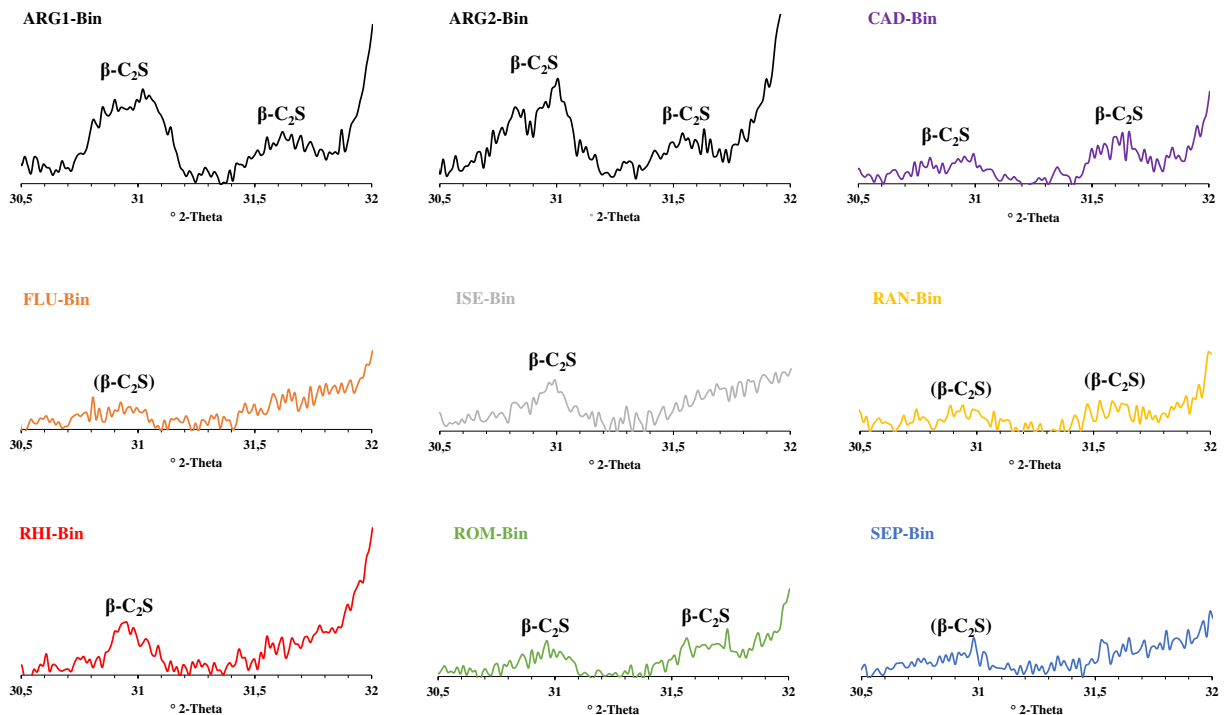 ARG1-Bin
β-C₂S
β-C₂S
30,5 31 31,5 32
° 2-Theta
ARG2-Bin
β-C₂S
β-C₂S
30,5 31 31,5 32
° 2-Theta
CAD-Bin
β-C₂S
β-C₂S
30,5 31 31,5 32
° 2-Theta
FLU-Bin
(β-C₂S)
30,5 31 31,5 32
° 2-Theta
ISE-Bin
β-C₂S
30,5 31 31,5 32
° 2-Theta
RAN-Bin
(β-C₂S)
(β-C₂S)
30,5 31 31,5 32
° 2-Theta
RHI-Bin
β-C₂S
30,5 31 31,5 32
° 2-Theta
ROM-Bin
β-C₂S
β-C₂S
30,5 31 31,5 32
° 2-Theta
SEP-Bin
(β-C₂S)
30,5 31 31,5 32
° 2-Theta